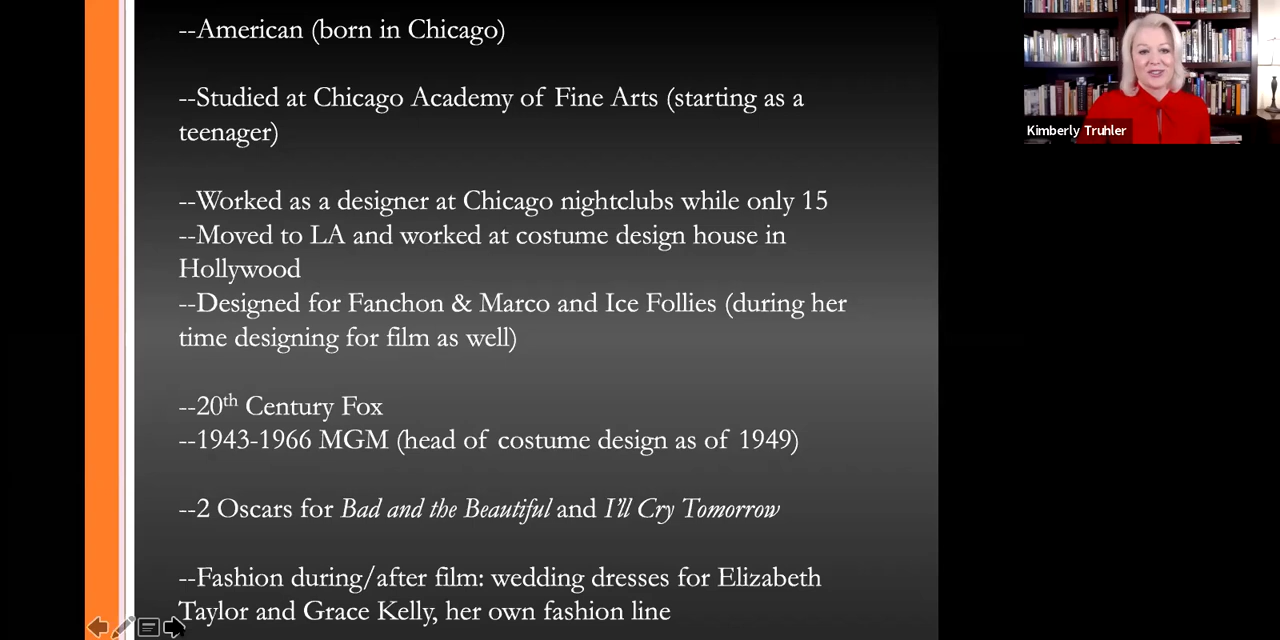 --American (born in Chicago)
--Studied at Chicago Academy of Fine Arts (starting as a
teenager)
--Worked as a designer at Chicago nightclubs while only 15
--Moved to LA and worked at costume design house in
Hollywood
--Designed for Fanchon & Marco and Ice Follies (during her
time designing for film as well)
--20th Century Fox
--1943-1966 MGM (head of costume design as of 1949)
--2 Oscars for Bad and the Beautiful and I'll Cry Tomorrow
--Fashion during/after film: wedding dresses for Elizabeth
Taylor and Grace Kelly, her own fashion line
Kimberly Truhler